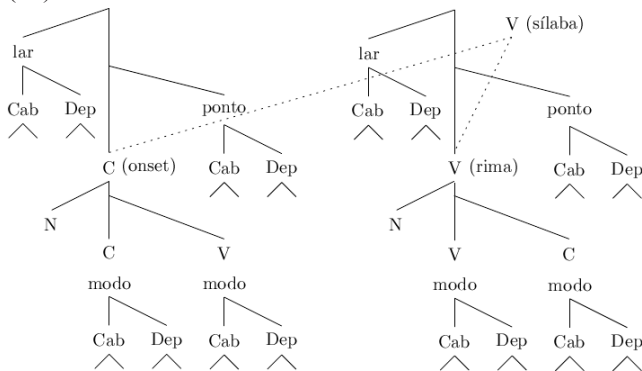 V (sílaba)
lar lar
Cab Dep ponto Cab Dep ponto
C (onset) Cab Dep V (rima) Cab Dep
N N
C V V C
modo modo modo modo
Cab Dep Cab Dep Cab Dep Cab Dep